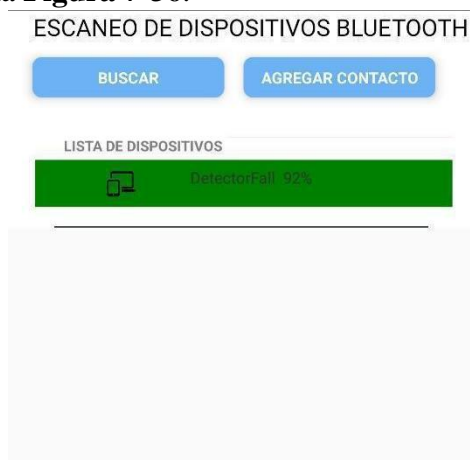 ESCANEO DE DISPOSITIVOS BLUETOOTH
BUSCAR
AGREGAR CONTACTO
LISTA DE DISPOSITIVOS
DetectorFall 92%